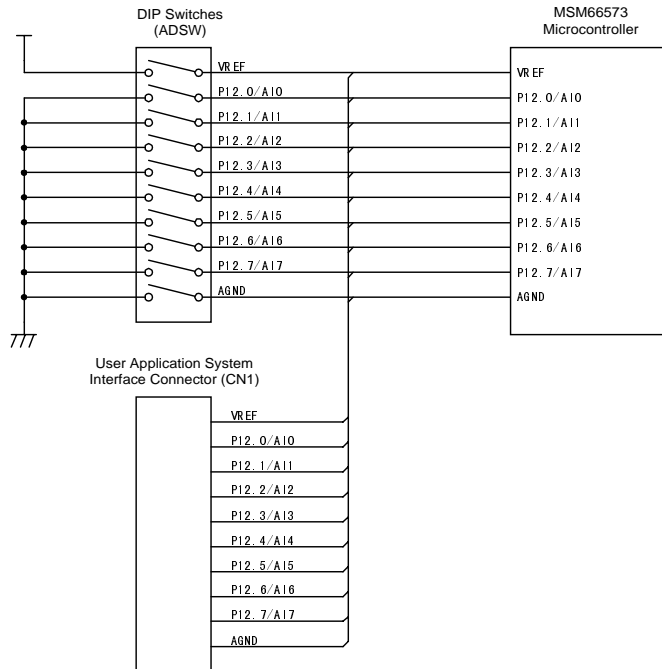 DIP Switches
(ADSW)
MSM66573
Microcontroller
VREF
P12.0/AI0
P12.1/AI1
P12.2/AI2
P12.3/AI3
P12.4/AI4
P12.5/AI5
P12.6/AI6
P12.7/AI7
AGND
VREF
P12.0/AI0
P12.1/AI1
P12.2/AI2
P12.3/AI3
P12.4/AI4
P12.5/AI5
P12.6/AI6
P12.7/AI7
AGND
User Application System
Interface Connector (CN1)
VREF
P12.0/AI0
P12.1/AI1
P12.2/AI2
P12.3/AI3
P12.4/AI4
P12.5/AI5
P12.6/AI6
P12.7/AI7
AGND